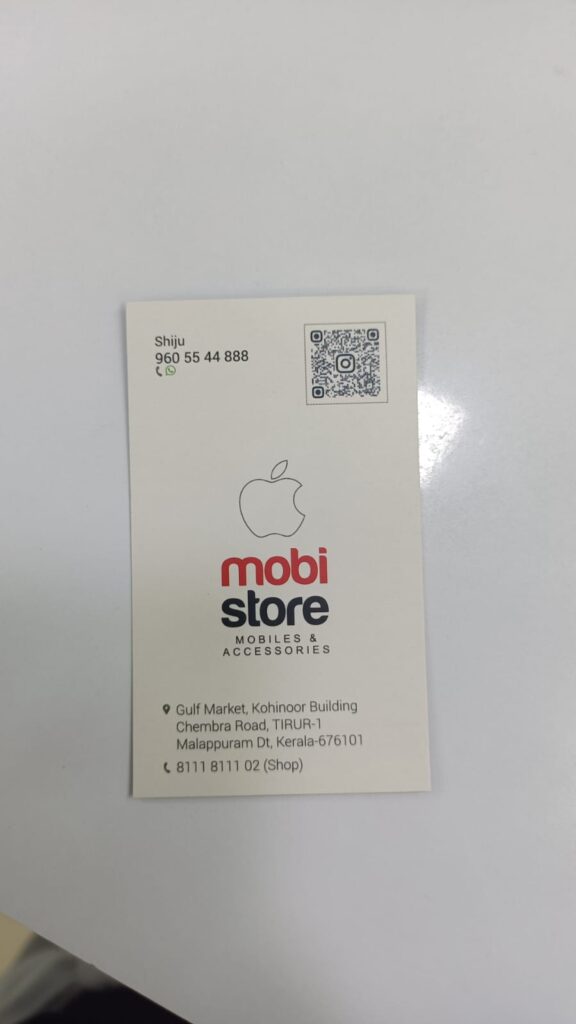 Shiju
960 55 44 888
mobi
store
MOBILES &
ACCESSORIES
Gulf Market, Kohinoor Building
Chembra Road, TIRUR-1
Malappuram Dt, Kerala-676101
8111 8111 02 (Shop)